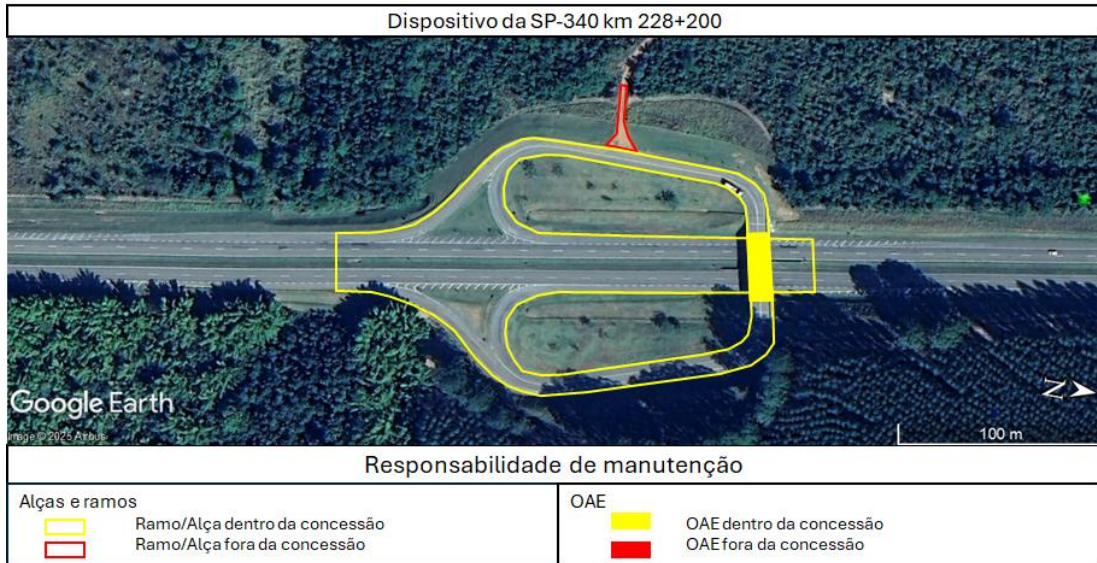 Dispositivo da SP-340 km 228+200
N
Google Earth
Image © 2025 Airbus
100 m
Responsabilidade de manutenção
Alças e ramos
Ramo/Alça dentro da concessão
Ramo/Alça fora da concessão
OAE
OAE dentro da concessão
OAE fora da concessão